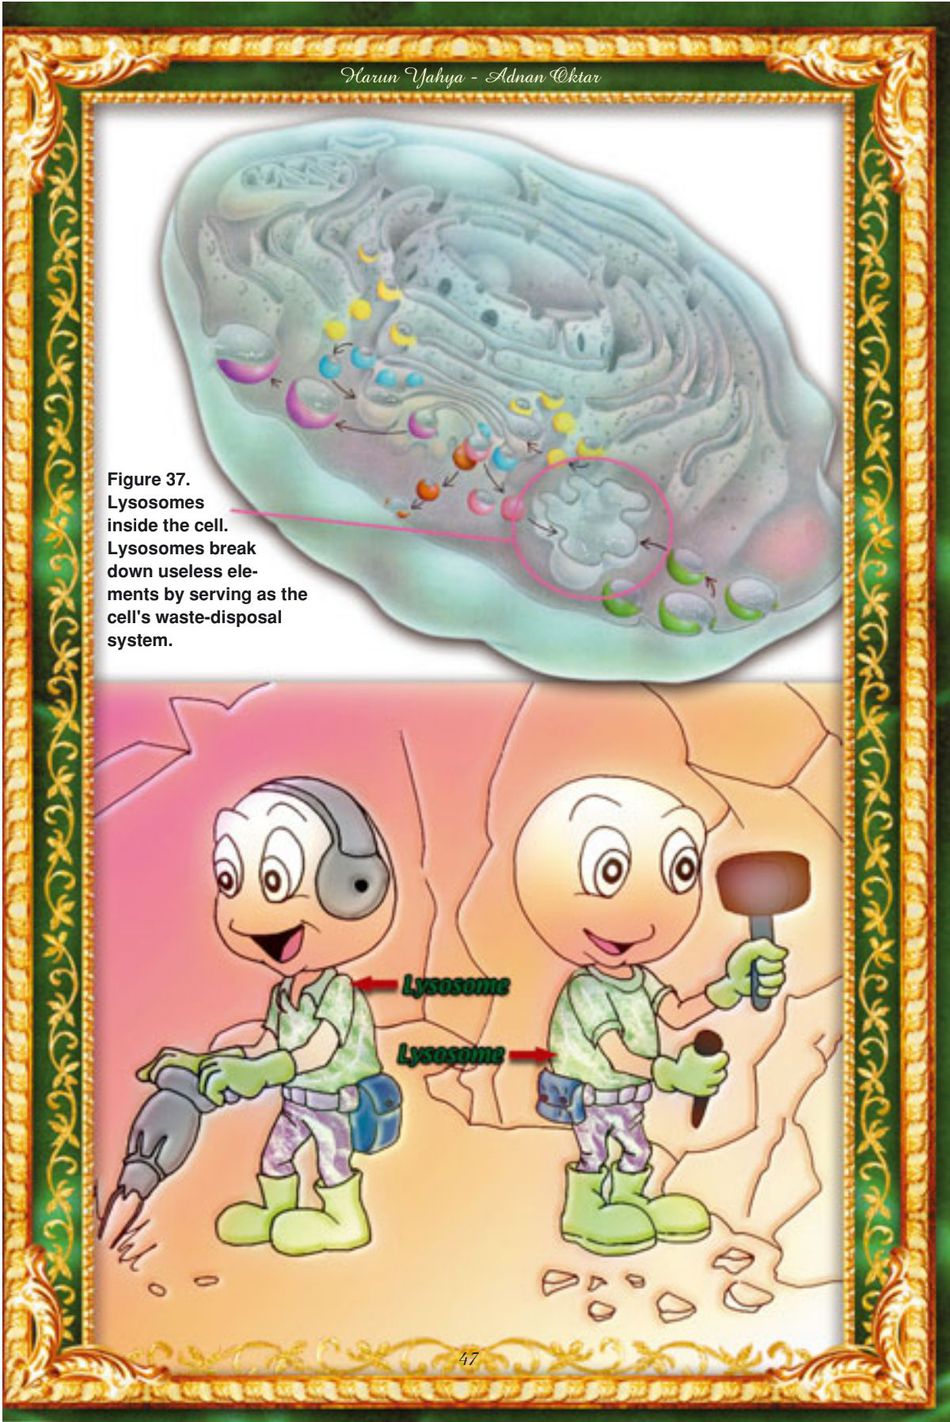 Harun Yahya - Adnan Oktar
Figure 37.
Lysosomes
inside the cell.
Lysosomes break
down useless ele-
ments by serving as the
cell's waste-disposal
system.
Lysosome
Lysosome
47